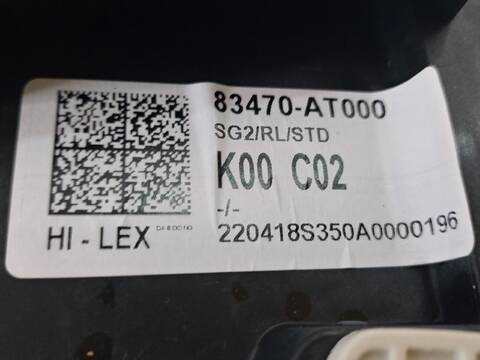 83470-AT000
SG2/RL/STD
K00 C02
-/-
HI - LEX
220418S350A0000196